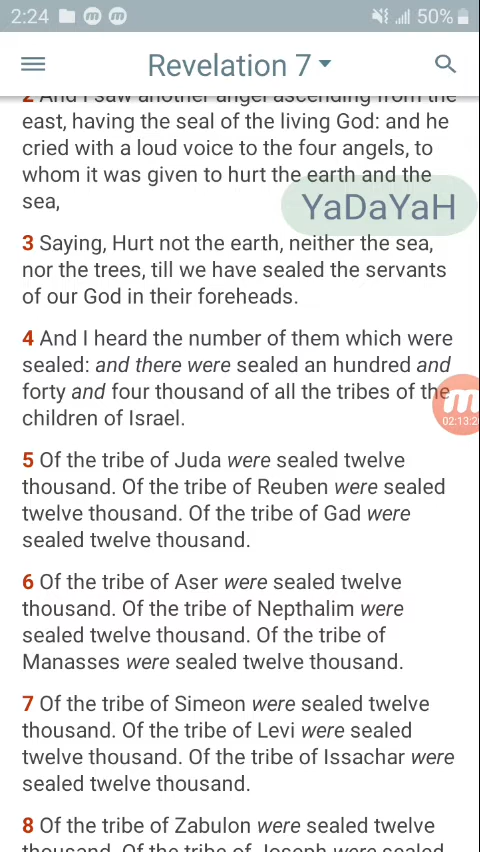 2:24
50%
Revelation 7
2 And I saw another angel ascending from the
east, having the seal of the living God: and he
cried with a loud voice to the four angels, to
whom it was given to hurt the earth and the
sea,
YaDaYaH
3 Saying, Hurt not the earth, neither the sea,
nor the trees, till we have sealed the servants
of our God in their foreheads.
4 And I heard the number of them which were
sealed: and there were sealed an hundred and
forty and four thousand of all the tribes of the
children of Israel.
m
5 Of the tribe of Juda were sealed twelve
thousand. Of the tribe of Reuben were sealed
twelve thousand. Of the tribe of Gad were
sealed twelve thousand.
6 Of the tribe of Aser were sealed twelve
thousand. Of the tribe of Nepthalim were
sealed twelve thousand. Of the tribe of
Manasses were sealed twelve thousand.
7 Of the tribe of Simeon were sealed twelve
thousand. Of the tribe of Levi were sealed
twelve thousand. Of the tribe of Issachar were
sealed twelve thousand.
8 Of the tribe of Zabulon were sealed twelve
thousand. Of the tribe of Joseph were sealed